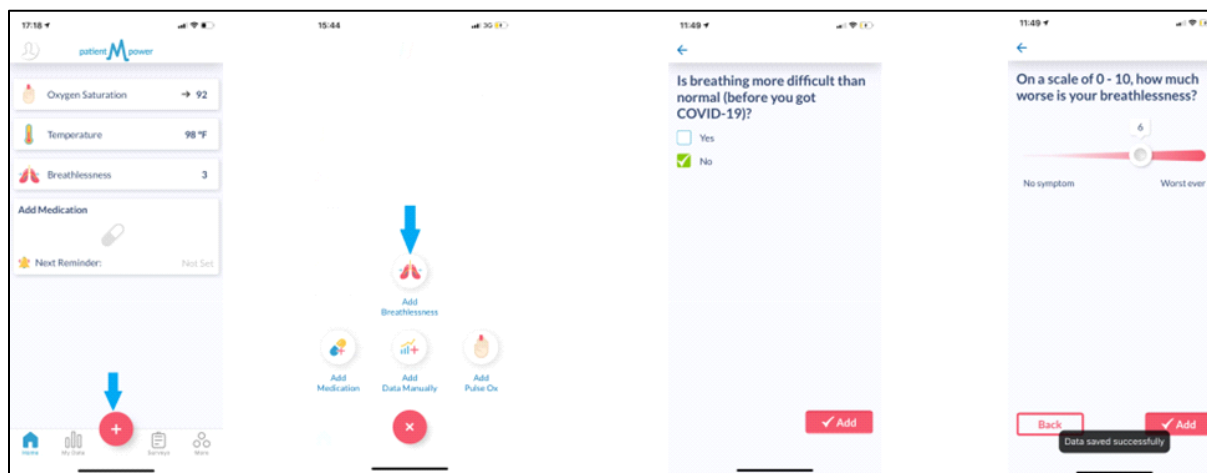 17:18
patient M power
Oxygen Saturation → 92
Temperature 98 °F
Breathlessness 3
Add Medication
Next Reminder: Not Set
+
Home My Data Surveys More
15:44 3G
Add
Breathlessness
Add
Medication
Add
Data Manually
Add
Pulse Ox
×
11:49
←
Is breathing more difficult than
normal (before you got
COVID-19)?
Yes
No
✓ Add
11:49
←
On a scale of 0 - 10, how much
worse is your breathlessness?
6
No symptom Worst ever
Back ✓ Add
Data saved successfully